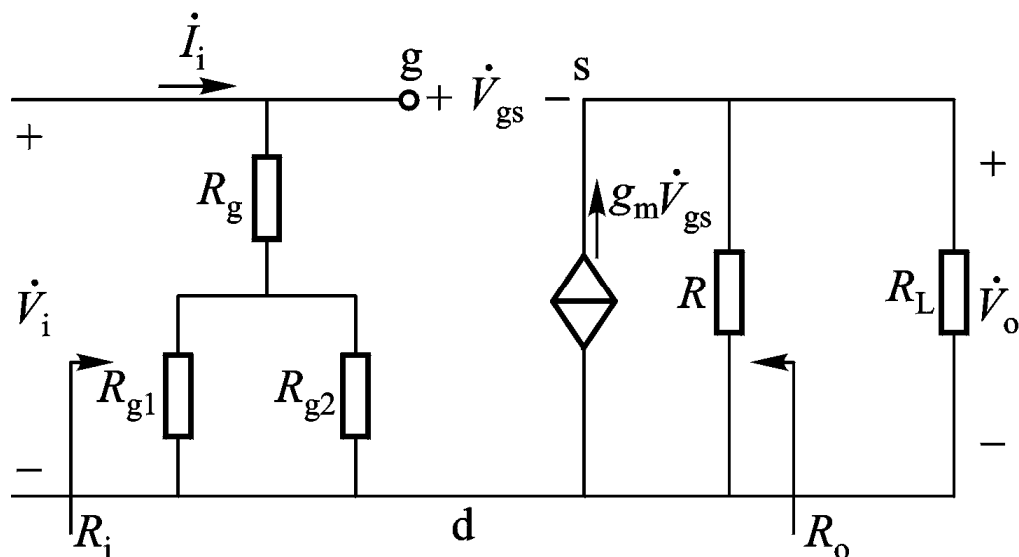 İ_i
g
+ V̇_gs −
s
+
R_g
g_m V̇_gs
+
V̇_i
R
R_L
V̇_o
R_g1
R_g2
−
−
d
R_i
R_o